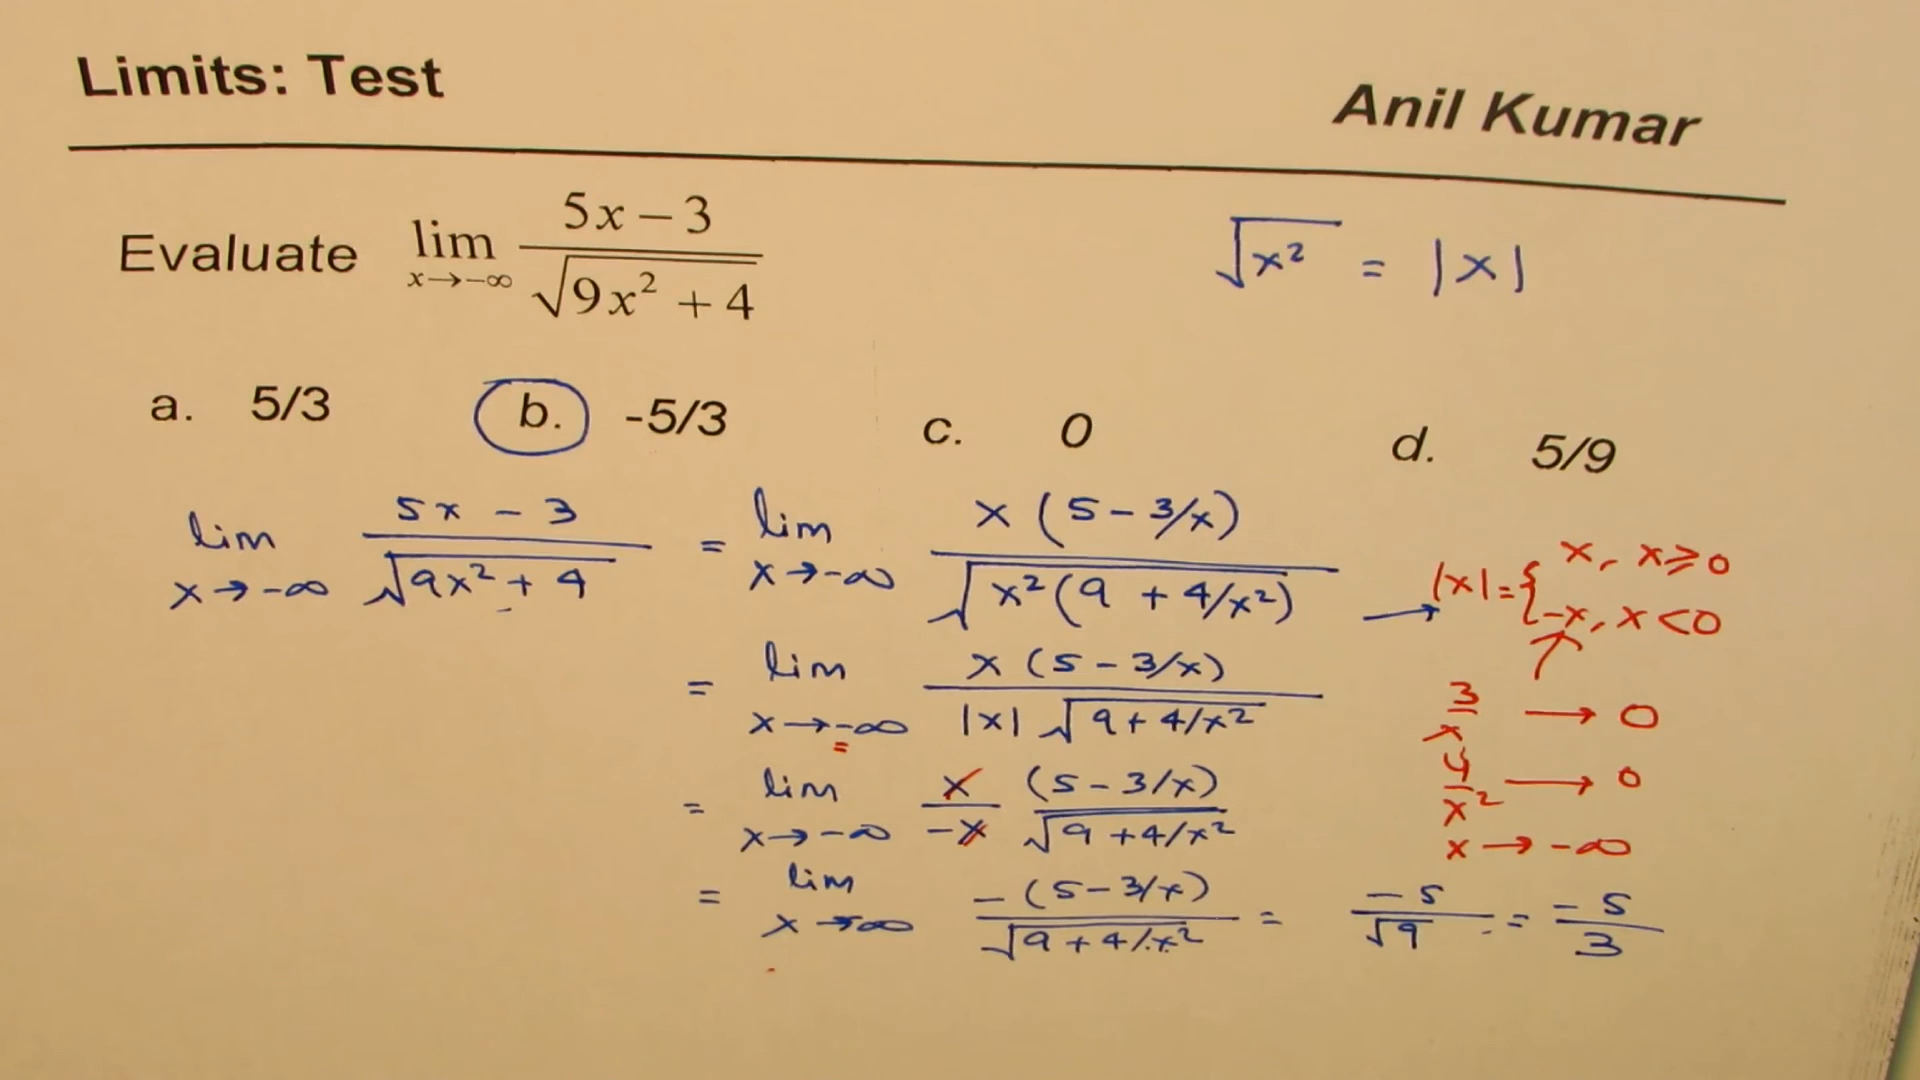 Limits: Test
Anil Kumar
Evaluate lim x→-∞ (5x-3)/√(9x²+4)
√x² = |x|
a. 5/3 b. -5/3 c. 0 d. 5/9
lim x→-∞ (5x-3)/√(9x²+4) = lim x→-∞ x(5-3/x)/√(x²(9+4/x²))
→ |x|={x, x≥0
-x, x<0
= lim x→-∞ x(5-3/x)/(|x|√(9+4/x²))
3/x → 0
= lim x→-∞ x/-x (5-3/x)/√(9+4/x²)
4/x² → 0
x→-∞
= lim x→∞ -(5-3/x)/√(9+4/x²) = -5/√9 = -5/3